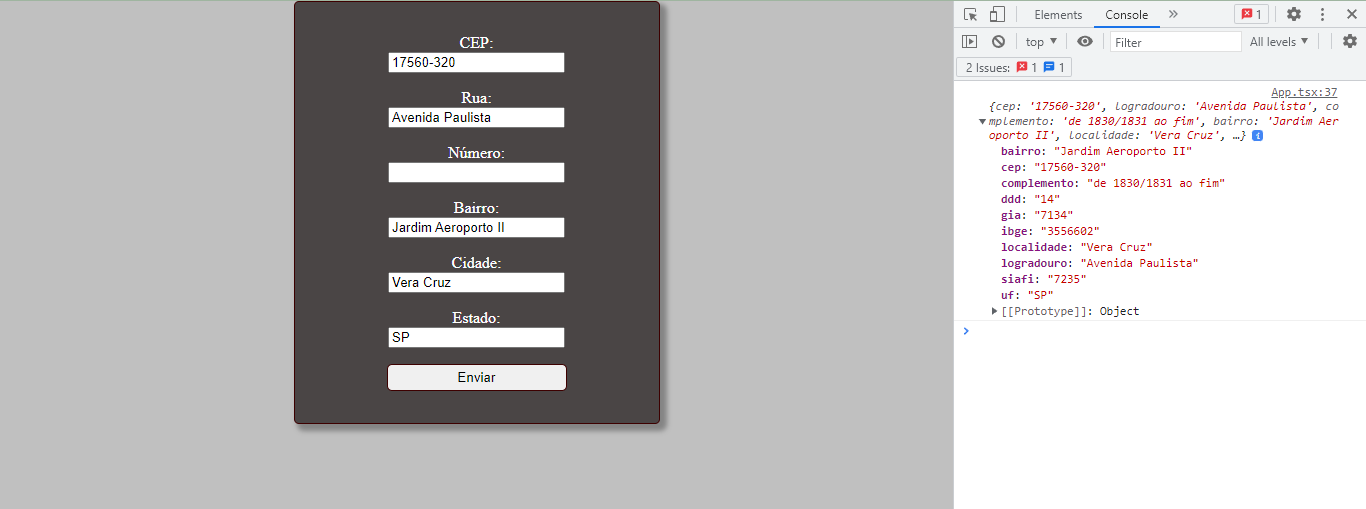 CEP:
17560-320
Rua:
Avenida Paulista
Número:
Bairro:
Jardim Aeroporto II
Cidade:
Vera Cruz
Estado:
SP
Enviar
Elements Console 1
top Filter All levels
2 Issues: 1 1
App.tsx:37
{cep: '17560-320', logradouro: 'Avenida Paulista', co
mplemento: 'de 1830/1831 ao fim', bairro: 'Jardim Aer
oporto II', localidade: 'Vera Cruz', …}
bairro: "Jardim Aeroporto II"
cep: "17560-320"
complemento: "de 1830/1831 ao fim"
ddd: "14"
gia: "7134"
ibge: "3556602"
localidade: "Vera Cruz"
logradouro: "Avenida Paulista"
siafi: "7235"
uf: "SP"
[[Prototype]]: Object